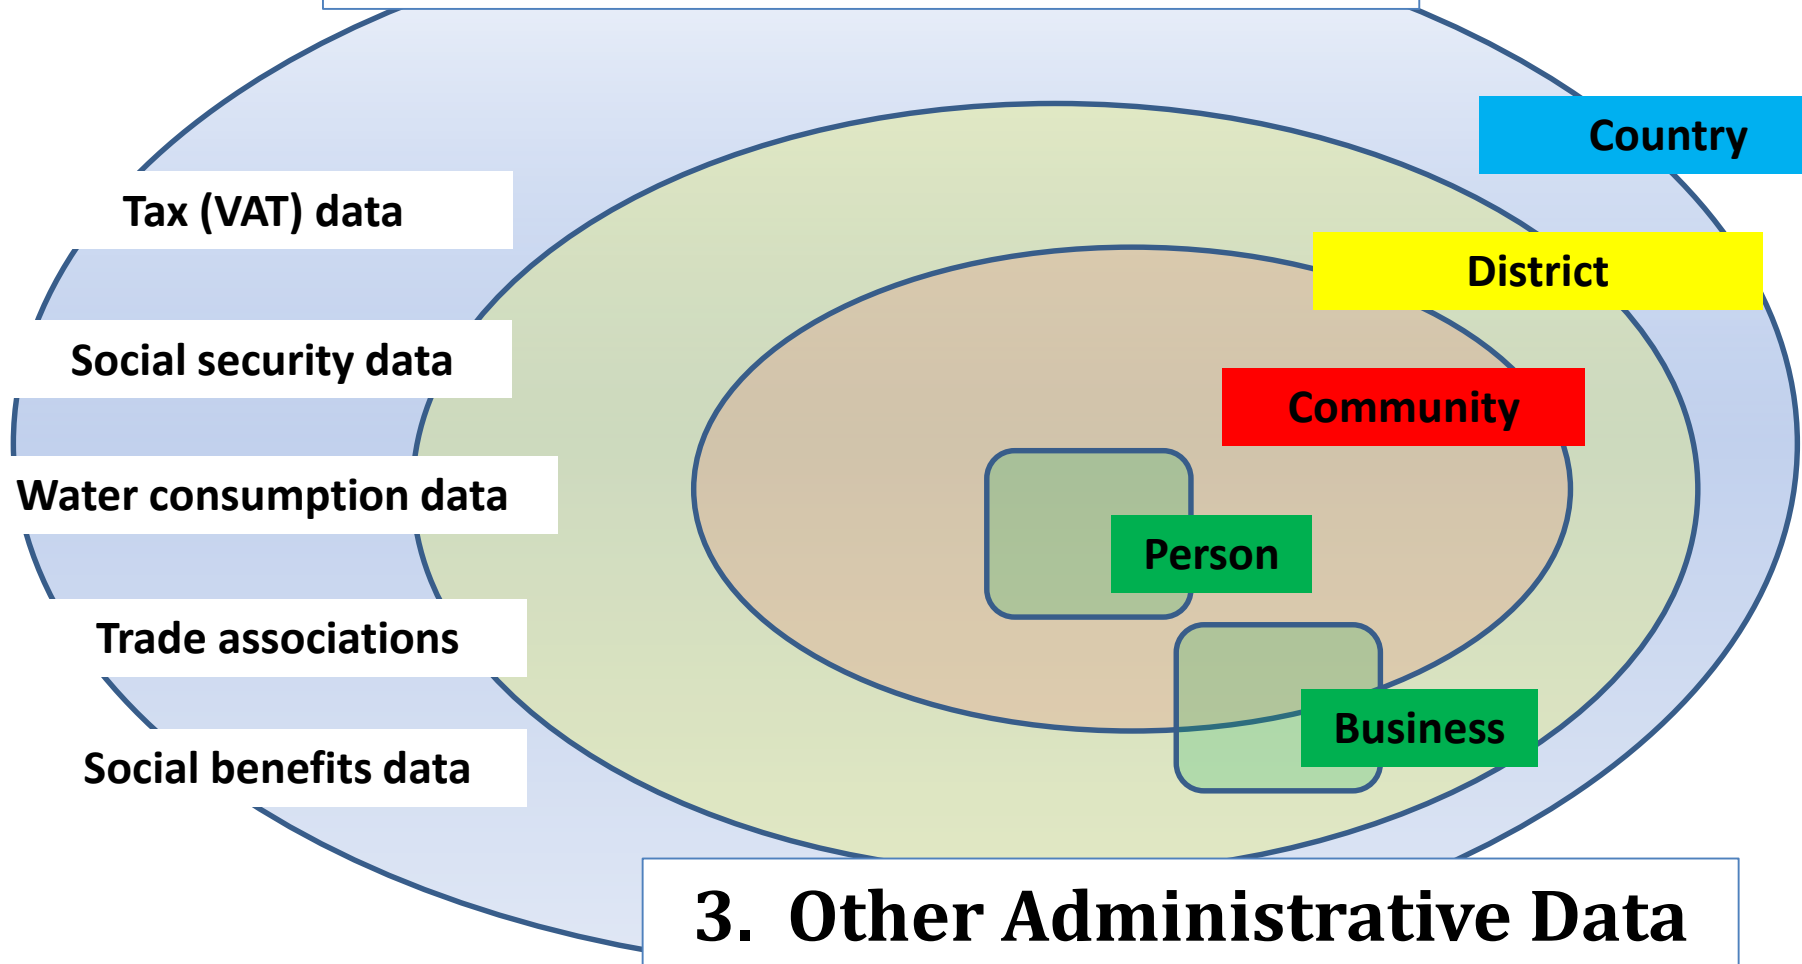 Country
Tax (VAT) data
District
Social security data
Community
Water consumption data
Person
Trade associations
Business
Social benefits data
3. Other Administrative Data